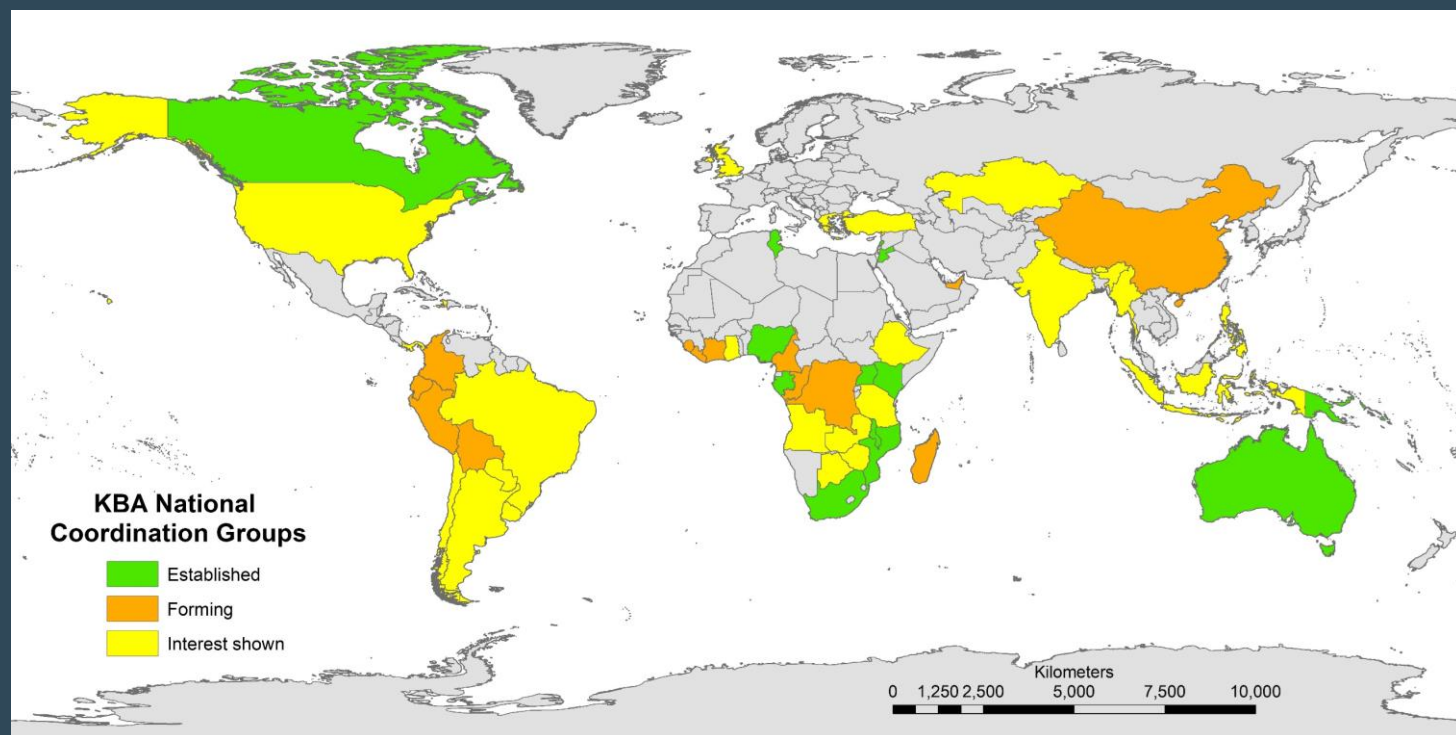 KBA National
Coordination Groups
Established
Forming
Interest shown
Kilometers
0 1,250 2,500 5,000 7,500 10,000